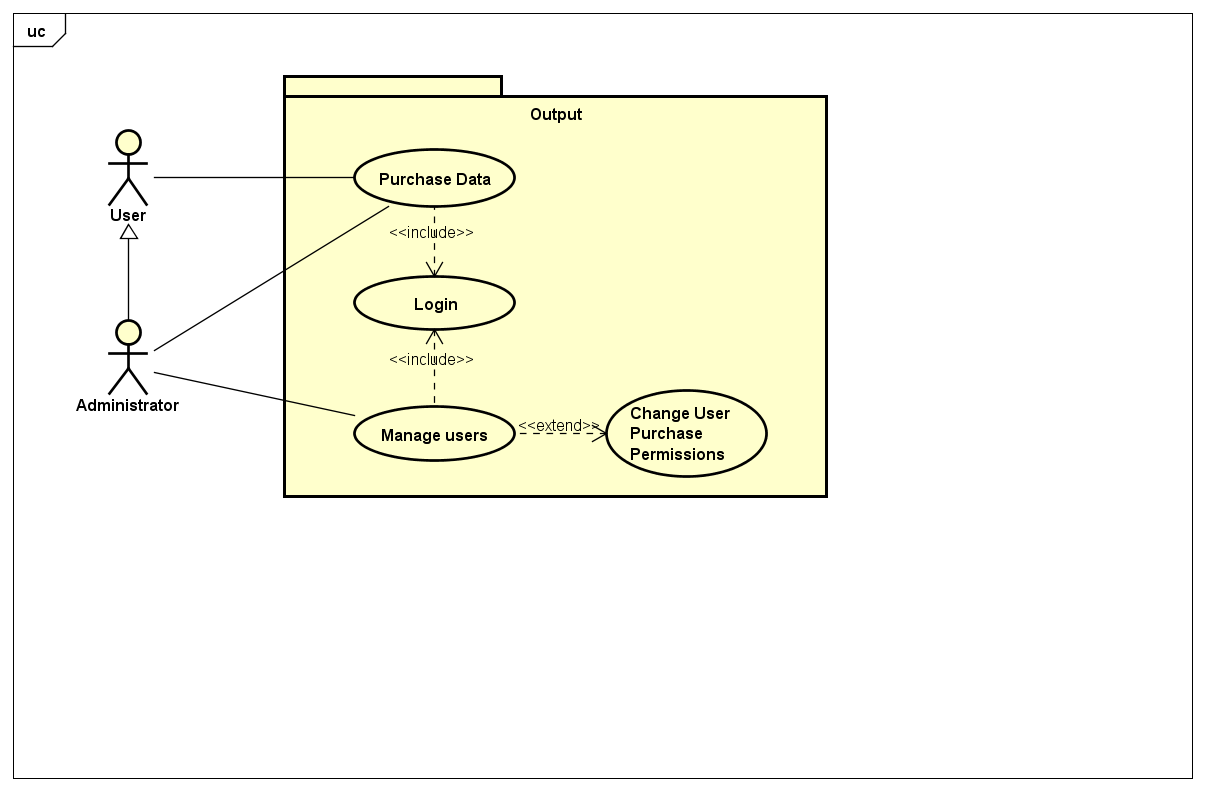 uc
Output
Purchase Data
User
<<include>>
Login
<<include>>
Administrator
Manage users
<<extend>>
Change User
Purchase
Permissions